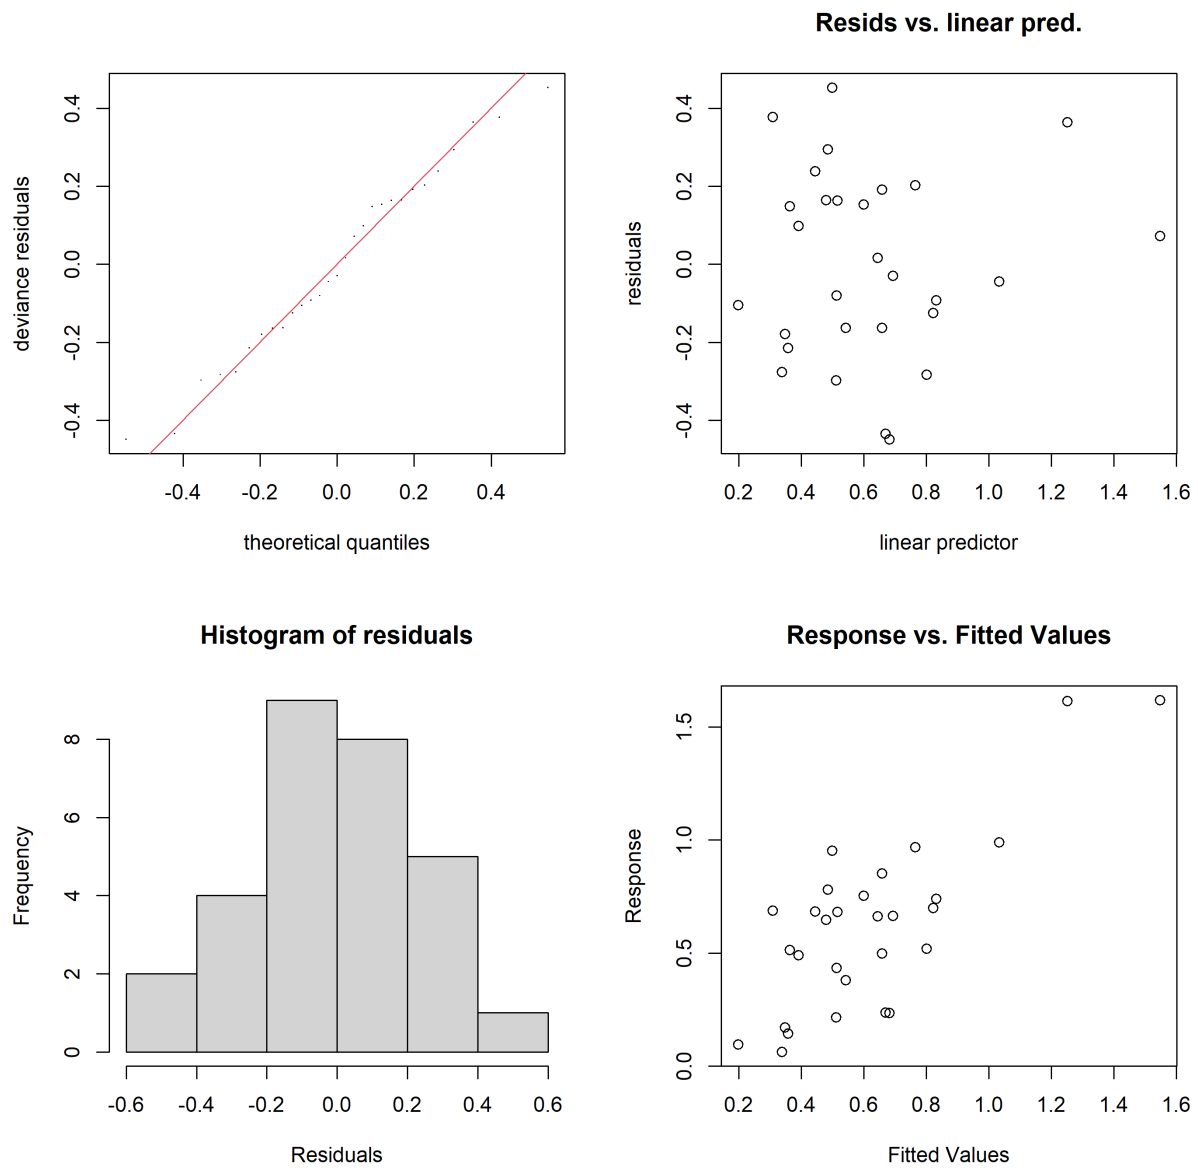 0.4
0.2
0.0
-0.2
-0.4
deviance residuals
-0.4 -0.2 0.0 0.2 0.4
theoretical quantiles
Resids vs. linear pred.
0.4
0.2
0.0
-0.2
-0.4
residuals
0.2 0.4 0.6 0.8 1.0 1.2 1.4 1.6
linear predictor
Histogram of residuals
8
6
4
2
0
Frequency
-0.6 -0.4 -0.2 0.0 0.2 0.4 0.6
Residuals
Response vs. Fitted Values
1.5
1.0
0.5
0.0
Response
0.2 0.4 0.6 0.8 1.0 1.2 1.4 1.6
Fitted Values